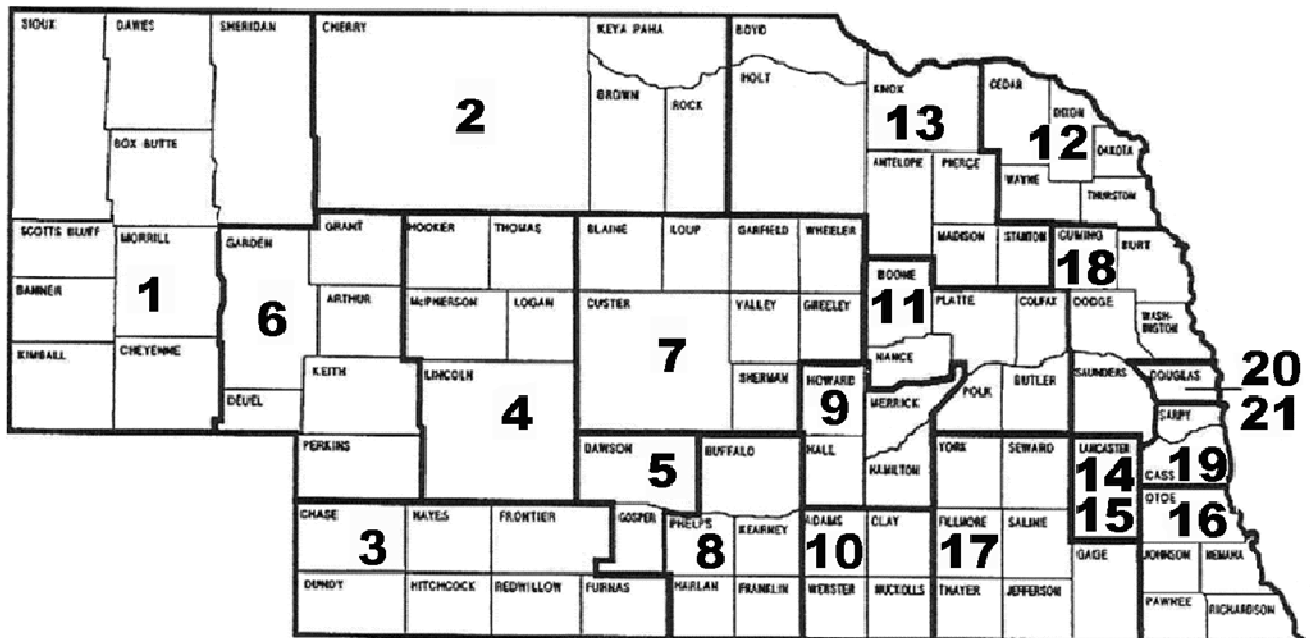 SIOUX DAWES SHERIDAN CHERRY KEYA PAHA BOYD
HOLT
KNOX CEDAR
BROWN ROCK
2
13
DIXON
12
DAKOTA
BOX BUTTE
ANTELOPE PIERCE
WAYNE
THURSTON
SCOTTS BLUFF
MORRILL
GARDEN
GRANT
HOOKER THOMAS BLAINE LOUP GARFIELD WHEELER
MADISON STANTON CUMING BURT
18
BANNER
1
6
ARTHUR
McPHERSON LOGAN CUSTER VALLEY GREELEY
BOONE
11
PLATTE COLFAX DODGE
WASH-
INGTON
KIMBALL
CHEYENNE
KEITH
LINCOLN
7
NANCE
SHERMAN
HOWARD
9
MERRICK
POLK BUTLER SAUNDERS
DOUGLAS
20
21
DEUEL
4
SARPY
PERKINS
DAWSON
5
BUFFALO
HALL
HAMILTON
YORK SEWARD
LANCASTER
14
15
CASS
19
OTOE
16
CHASE HAYES FRONTIER
3
GOSPER
PHELPS
8
KEARNEY
ADAMS
10
CLAY
FILLMORE
17
SALINE
GAGE
JOHNSON NEMAHA
DUNDY HITCHCOCK REDWILLOW FURNAS HARLAN FRANKLIN WEBSTER NUCKOLLS THAYER JEFFERSON
PAWNEE RICHARDSON